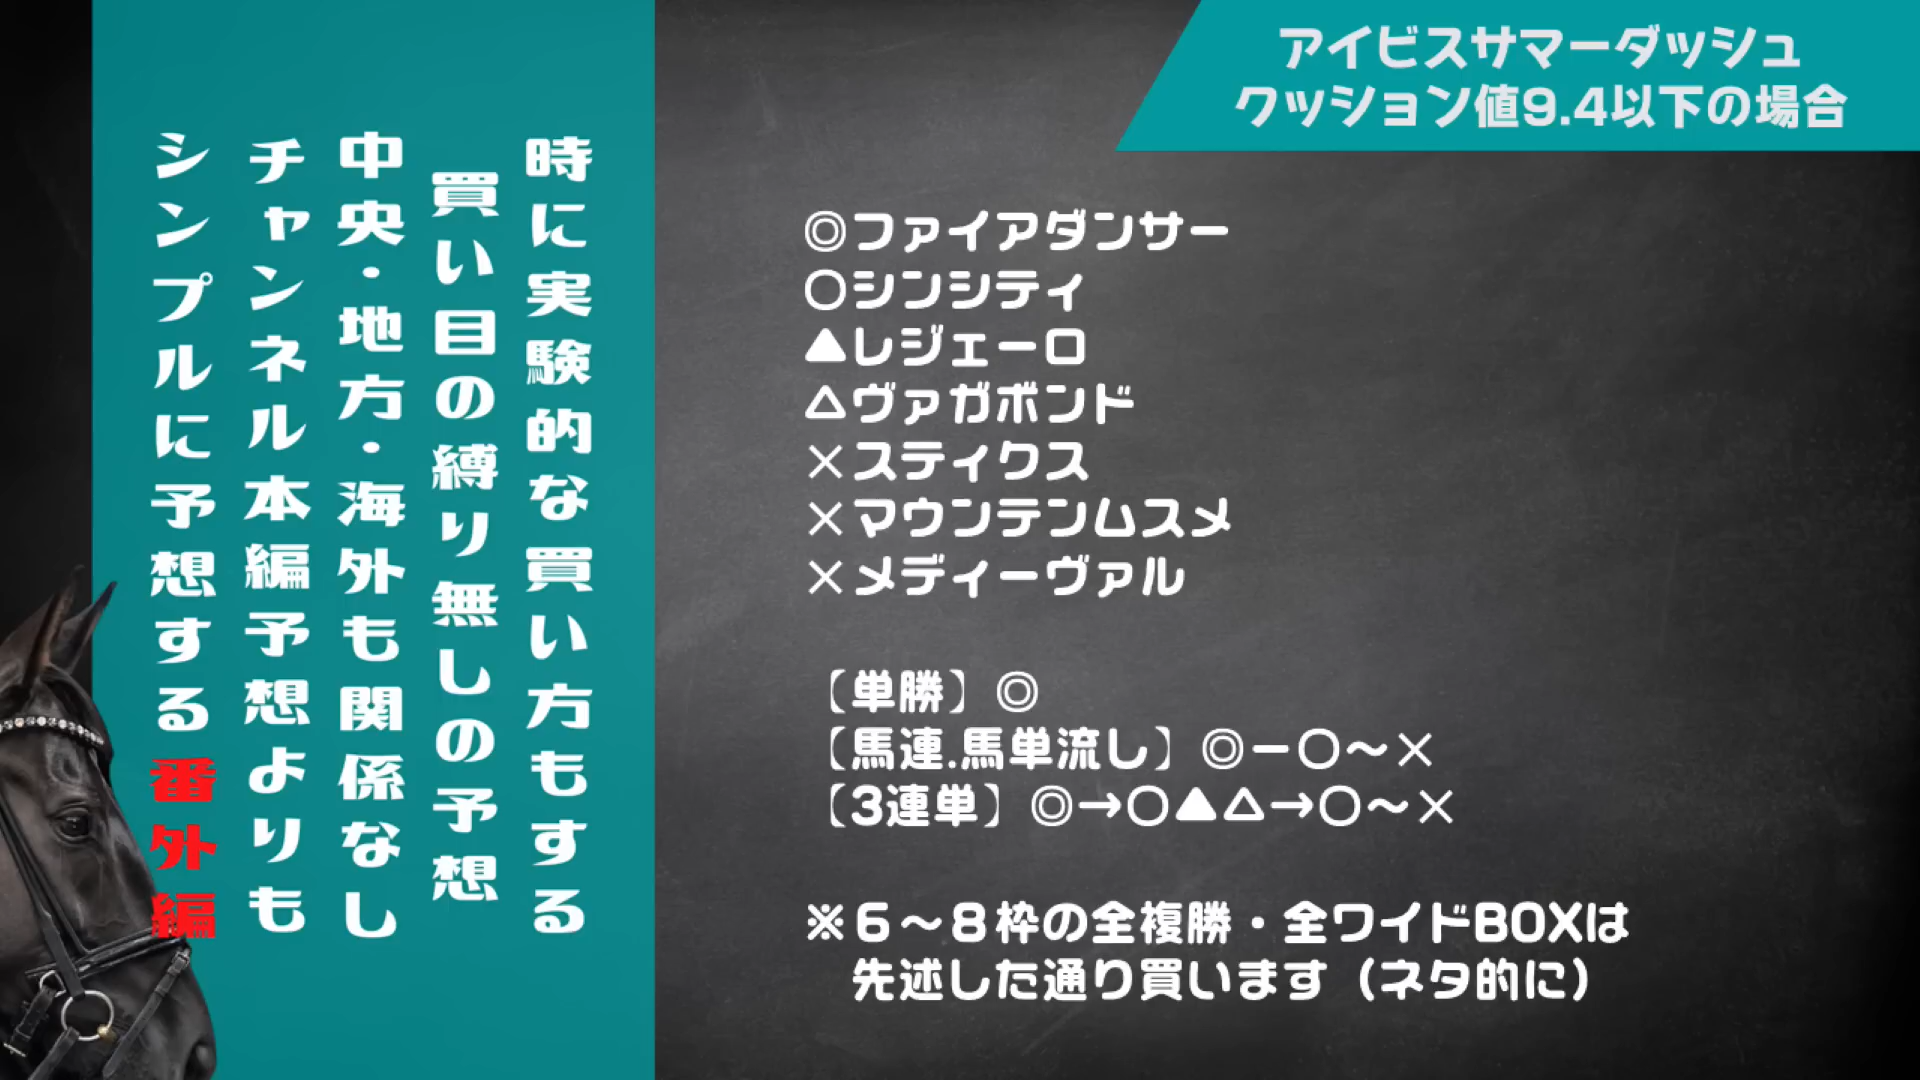 アイビスサマーダッシュ
クッション値9.4以下の場合
時に実験的な買い方もする
買い目の縛り無しの予想
中央・地方・海外も関係なし
チャンネル本編予想よりも
シンプルに予想する番外編
◎ファイアダンサー
〇シンシティ
▲レジェーロ
△ヴァガボンド
×スティクス
×マウンテンムスメ
×メディーヴァル
【単勝】◎
【馬連.馬単流し】◎ー〇～×
【3連単】◎→〇▲△→〇～×
※６～８枠の全複勝・全ワイドBOXは
先述した通り買います（ネタ的に）